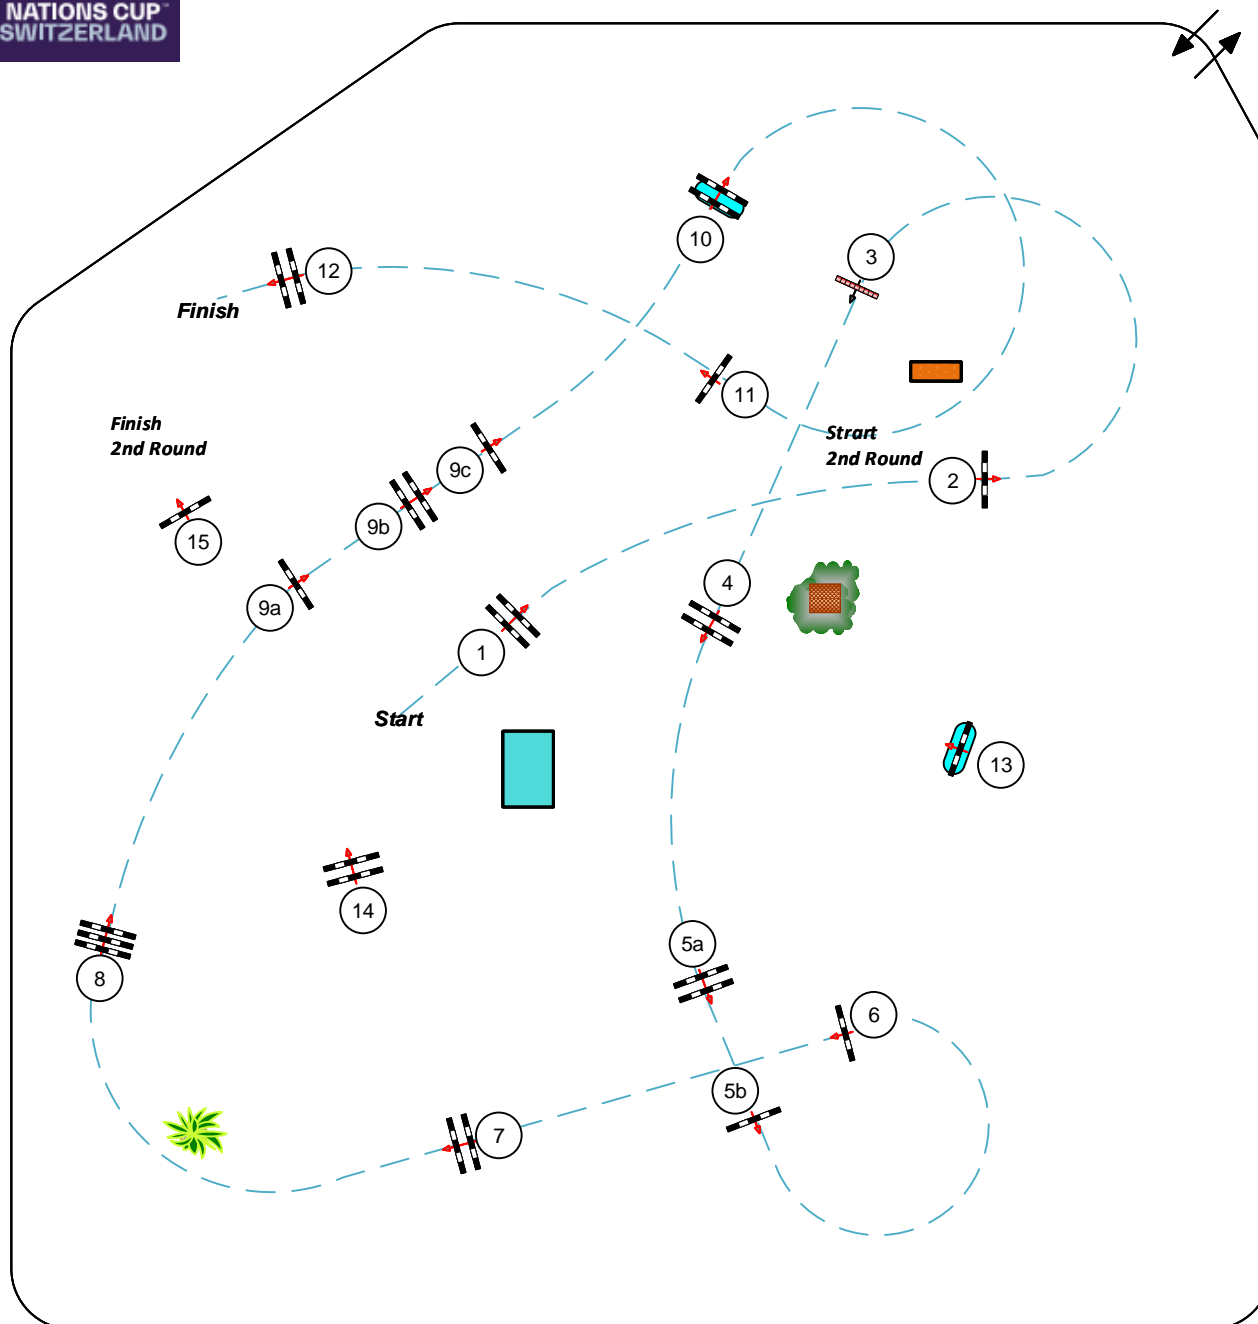 NATIONS CUP™
SWITZERLAND
10
3
12
Finish
11
Finish
2nd Round
Strart
2nd Round
9c
2
9b
15
4
9a
1
Start
13
14
5a
8
6
5b
7